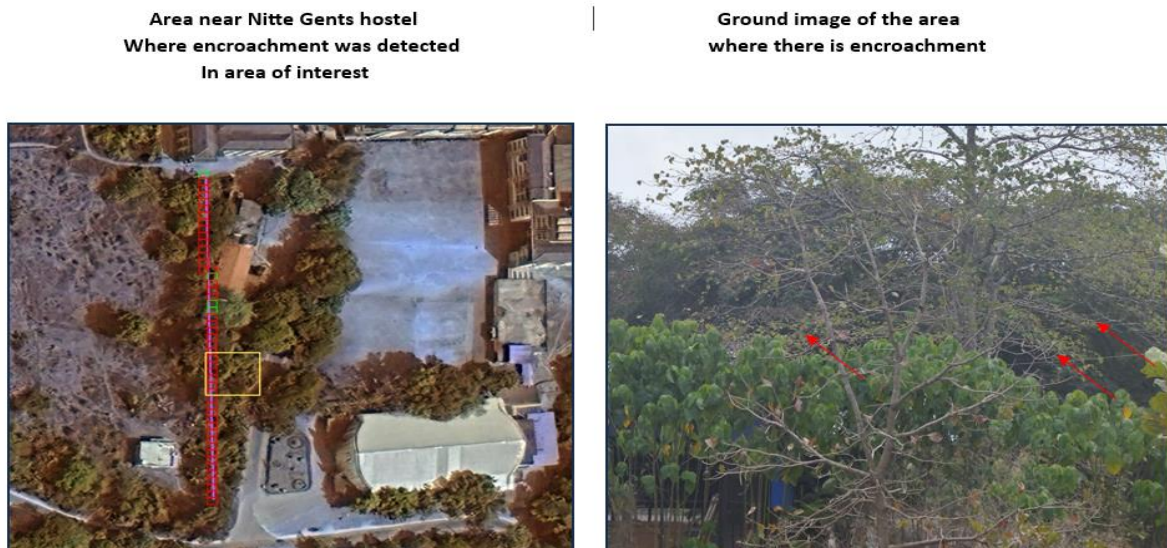 Area near Nitte Gents hostel
Where encroachment was detected
In area of interest
Ground image of the area
where there is encroachment